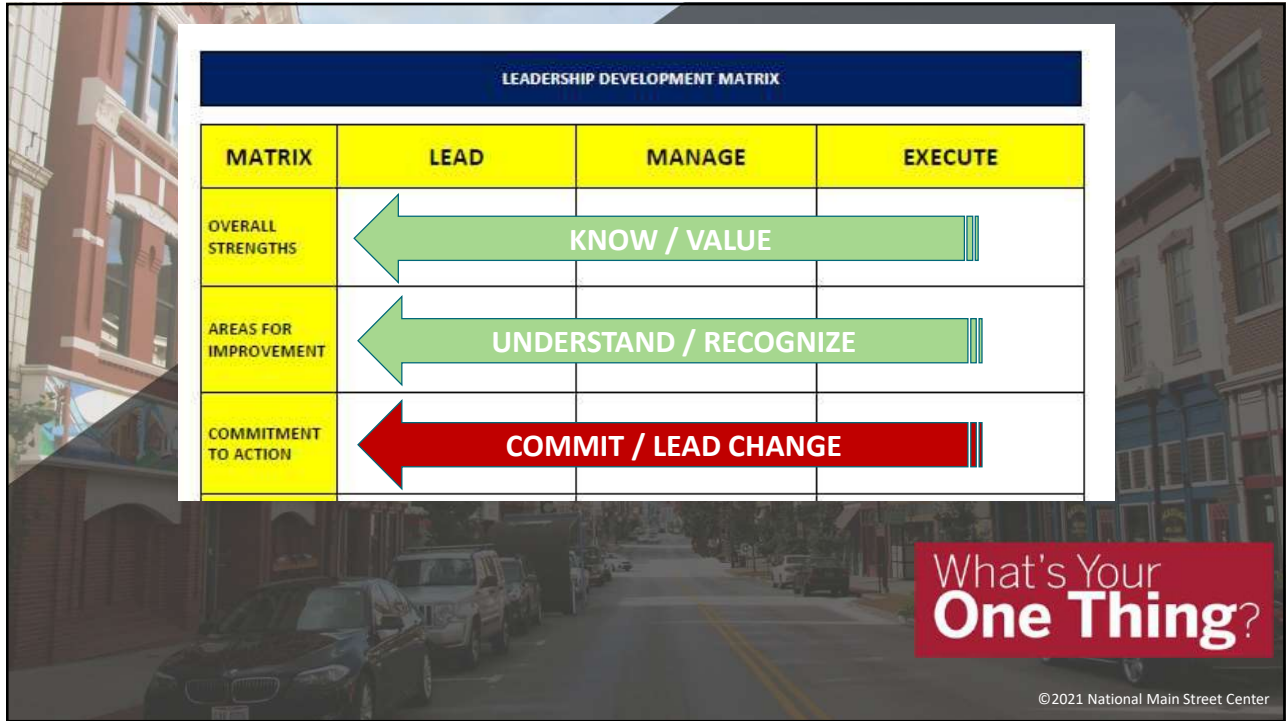 LEADERSHIP DEVELOPMENT MATRIX
MATRIX LEAD MANAGE EXECUTE
OVERALL
STRENGTHS
KNOW / VALUE
AREAS FOR
IMPROVEMENT
UNDERSTAND / RECOGNIZE
COMMITMENT
TO ACTION
COMMIT / LEAD CHANGE
What's Your
One Thing?
©2021 National Main Street Center